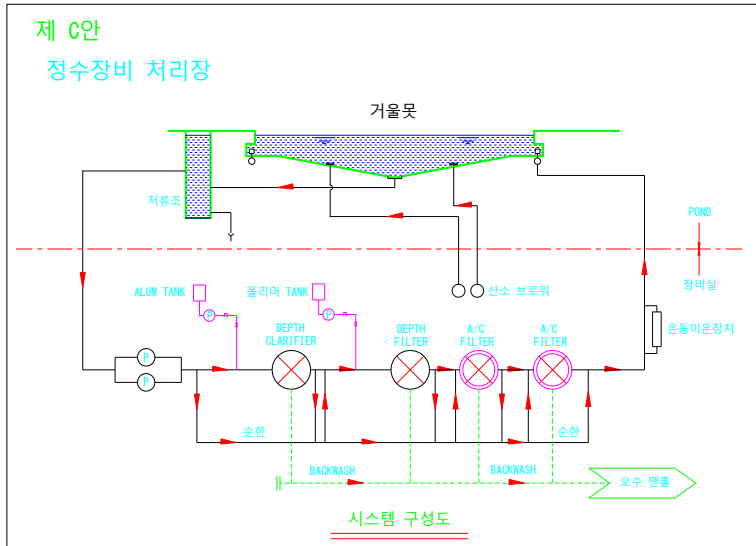 제 C안
정수장비 처리장
거울못
저류조
POND
장비실
산소 브로워
ALUM TANK
폴리머 TANK
P
P
은동이온장치
DEPTH
CLARIFIER
DEPTH
FILTER
A/C
FILTER
A/C
FILTER
P
P
순환
순환
BACKWASH
BACKWASH
오수 맨홀
시스템 구성도